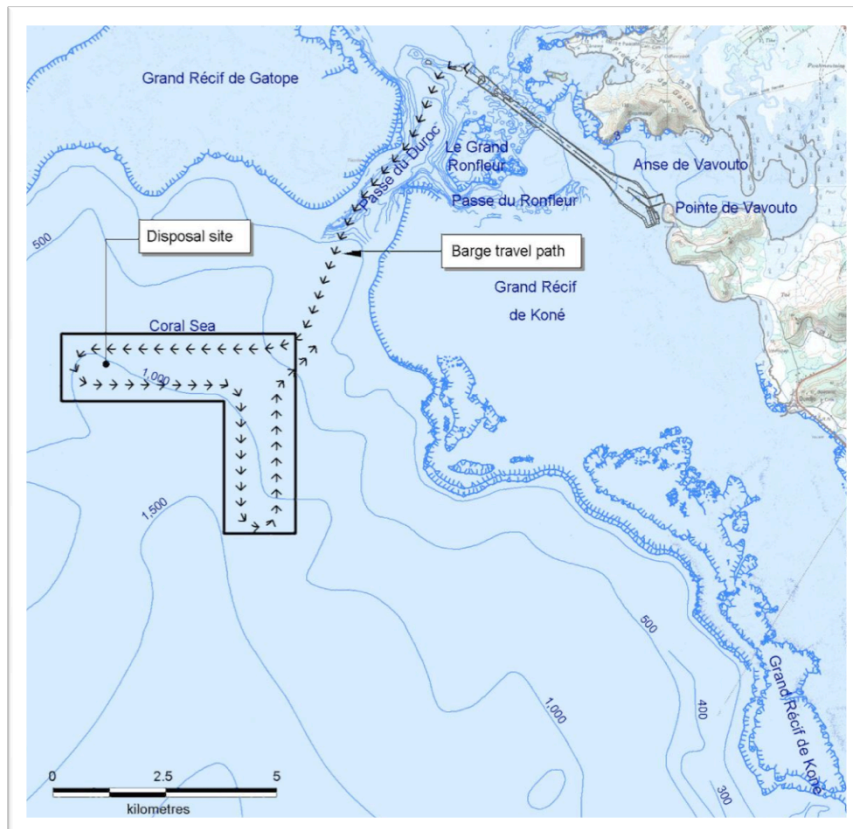 Grand Récif de Gatope
Passe du Duroc
Le Grand
Ronfleur
Passe du Ronfleur
Anse de Vavouto
Pointe de Vavouto
Disposal site
Barge travel path
500
Grand Récif
de Koné
Coral Sea
1,000
1,500
500
1,000
400
300
Grand Récif de Koné
0 2.5 5
kilometres